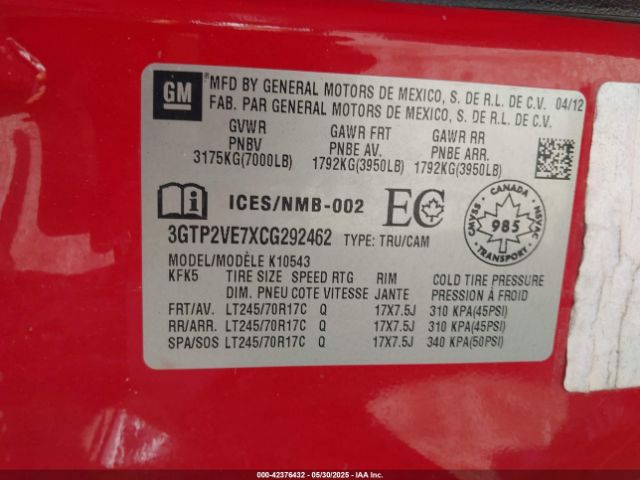 GM
MFD BY GENERAL MOTORS DE MEXICO, S. DE R.L. DE C.V. 04/12
FAB. PAR GENERAL MOTORS DE MEXICO, S. DE R.L. DE C.V.
GVWR GAWR FRT GAWR RR
PNBV PNBE AV. PNBE ARR.
3175KG(7000LB) 1792KG(3950LB) 1792KG(3950LB)
i ICES/NMB-002 EC
CANADA
CMVSS 985 NSVAC
TRANSPORT
3GTP2VE7XCG292462 TYPE: TRU/CAM
MODEL/MODÈLE K10543
KFK5 TIRE SIZE SPEED RTG RIM COLD TIRE PRESSURE
DIM. PNEU COTE VITESSE JANTE PRESSION À FROID
FRT/AV. LT245/70R17C Q 17X7.5J 310 KPA(45PSI)
RR/ARR. LT245/70R17C Q 17X7.5J 310 KPA(45PSI)
SPA/SOS LT245/70R17C Q 17X7.5J 340 KPA(50PSI)
000-42376432 - 05/30/2025 - IAA Inc. - Copart Inc.